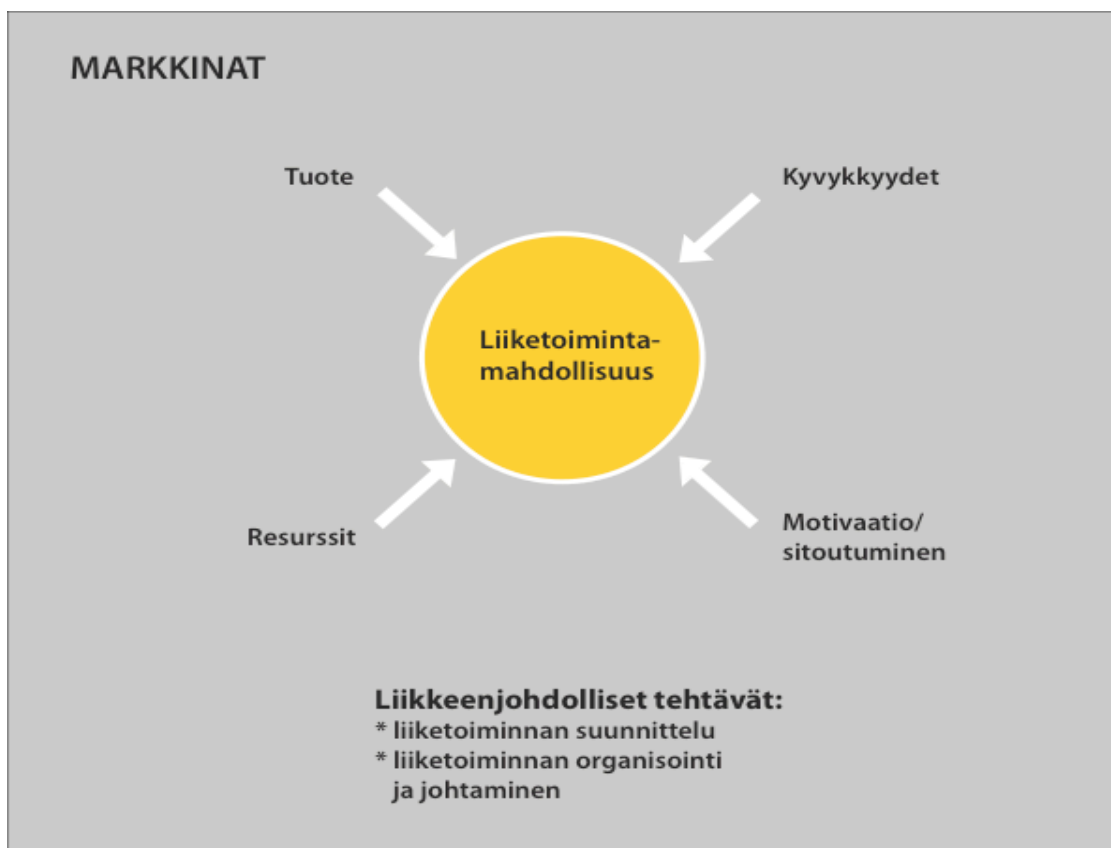 MARKKINAT
Tuote
Kyvykkyydet
Liiketoiminta-
mahdollisuus
Resurssit
Motivaatio/
sitoutuminen
Liikkeenjohdolliset tehtävät:
* liiketoiminnan suunnittelu
* liiketoiminnan organisointi
ja johtaminen